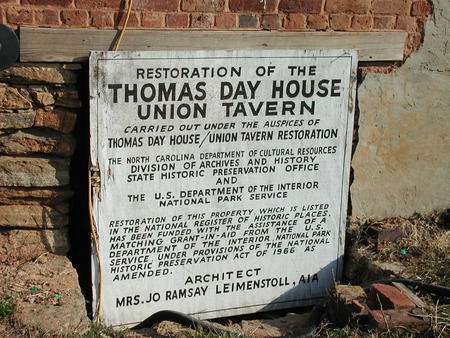 RESTORATION OF THE
THOMAS DAY HOUSE
UNION TAVERN
CARRIED OUT UNDER THE AUSPICES OF
THOMAS DAY HOUSE/UNION TAVERN RESTORATION
THE NORTH CAROLINA DEPARTMENT OF CULTURAL RESOURCES
DIVISION OF ARCHIVES AND HISTORY
STATE HISTORIC PRESERVATION OFFICE
AND
THE U.S. DEPARTMENT OF THE INTERIOR
NATIONAL PARK SERVICE
RESTORATION OF THIS PROPERTY, WHICH IS LISTED
IN THE NATIONAL REGISTER OF HISTORIC PLACES,
HAS BEEN FUNDED WITH THE ASSISTANCE OF A
MATCHING GRANT-IN-AID FROM THE U.S.
DEPARTMENT OF THE INTERIOR, NATIONAL PARK
SERVICE, UNDER PROVISIONS OF THE NATIONAL
HISTORIC PRESERVATION ACT OF 1966 AS
AMENDED.
ARCHITECT
MRS. JO RAMSAY LEIMENSTOLL, AIA